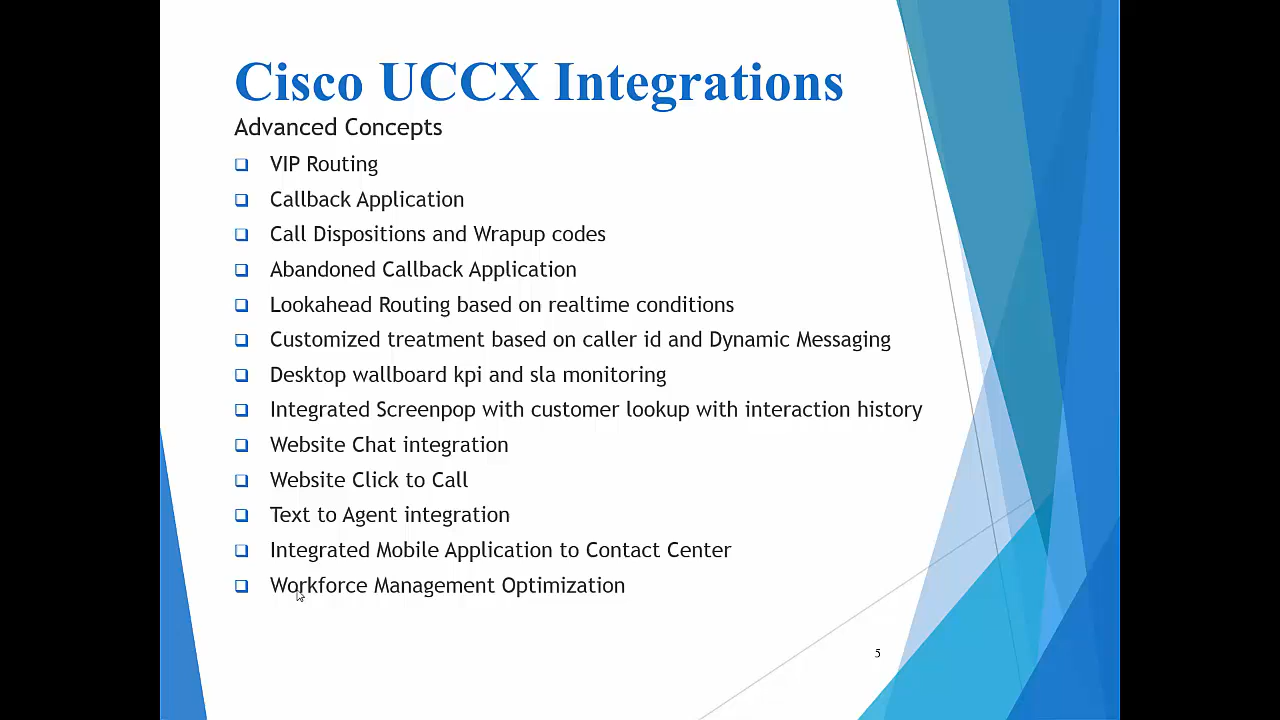 Cisco UCCX Integrations
Advanced Concepts
VIP Routing
Callback Application
Call Dispositions and Wrapup codes
Abandoned Callback Application
Lookahead Routing based on realtime conditions
Customized treatment based on caller id and Dynamic Messaging
Desktop wallboard kpi and sla monitoring
Integrated Screenpop with customer lookup with interaction history
Website Chat integration
Website Click to Call
Text to Agent integration
Integrated Mobile Application to Contact Center
Workforce Management Optimization
5